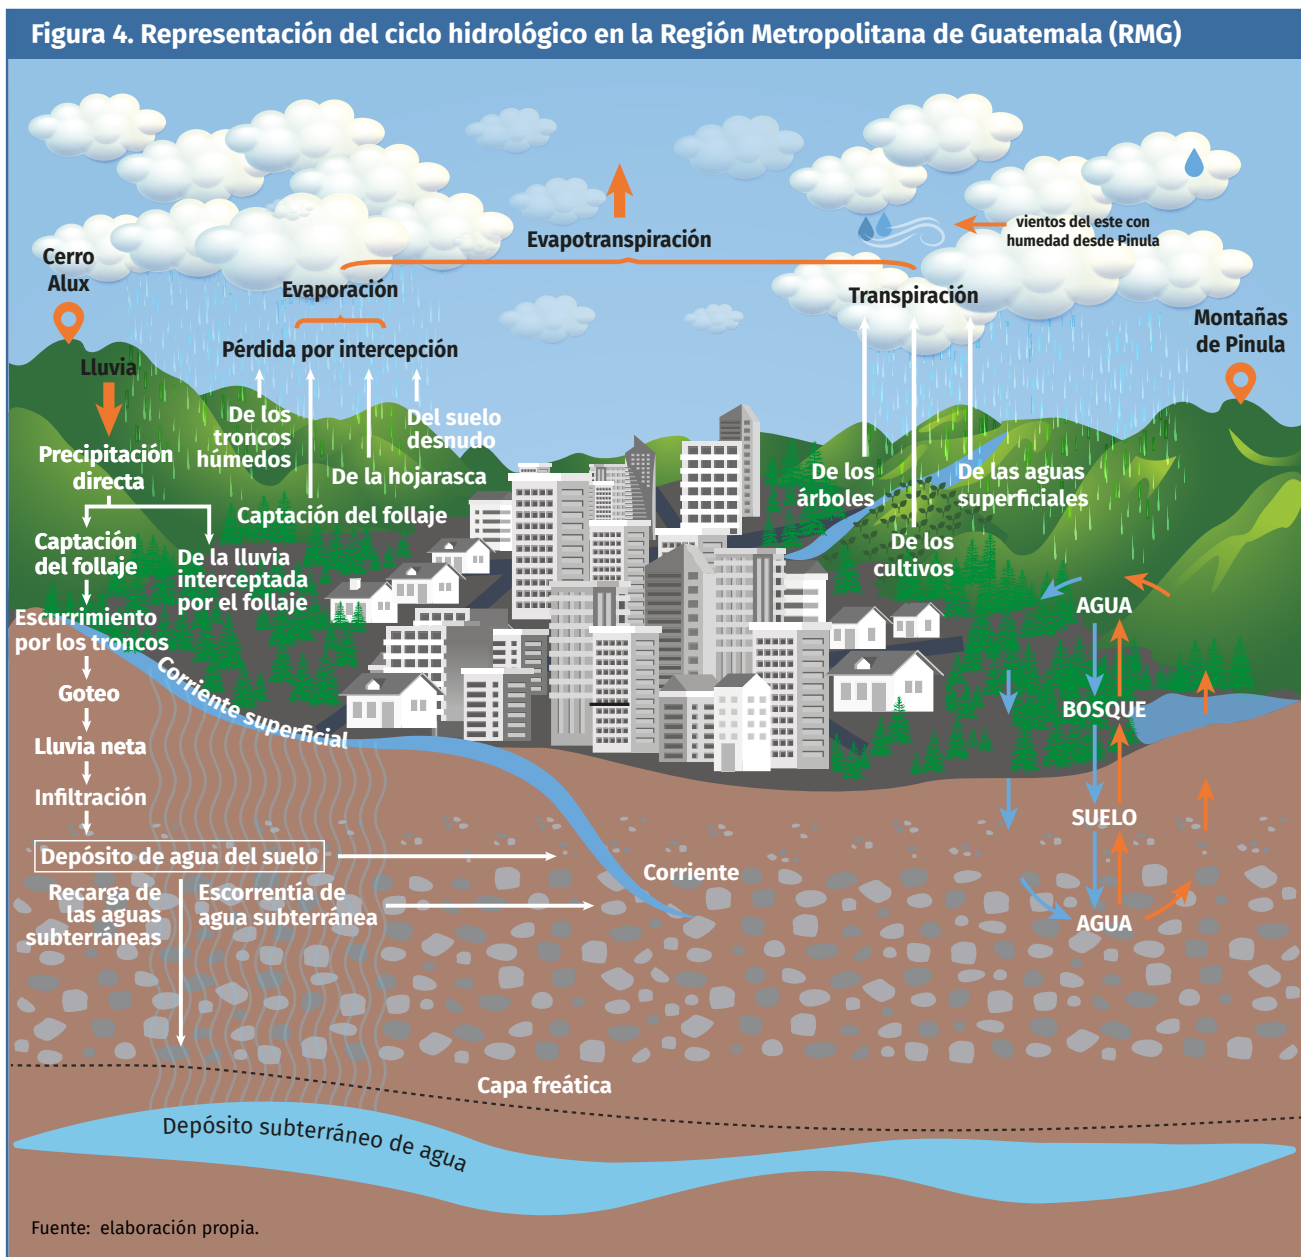 Figura 4. Representación del ciclo hidrológico en la Región Metropolitana de Guatemala (RMG)
vientos del este con
humedad desde Pinula
Evapotranspiración
Cerro
Alux
Evaporación
Transpiración
Montañas
de Pinula
Pérdida por intercepción
Lluvia
De los
troncos
húmedos
Del suelo
desnudo
De la hojarasca
Captación del follaje
De los
árboles
De las aguas
superficiales
De los
cultivos
Precipitación
directa
Captación
del follaje
De la lluvia
interceptada
por el follaje
Escurrimiento
por los troncos
Goteo
Lluvia neta
Infiltración
Corriente superficial
Depósito de agua del suelo
Recarga de
las aguas
subterráneas
Escorrentía de
agua subterránea
Corriente
AGUA
BOSQUE
SUELO
AGUA
Capa freática
Depósito subterráneo de agua
Fuente: elaboración propia.